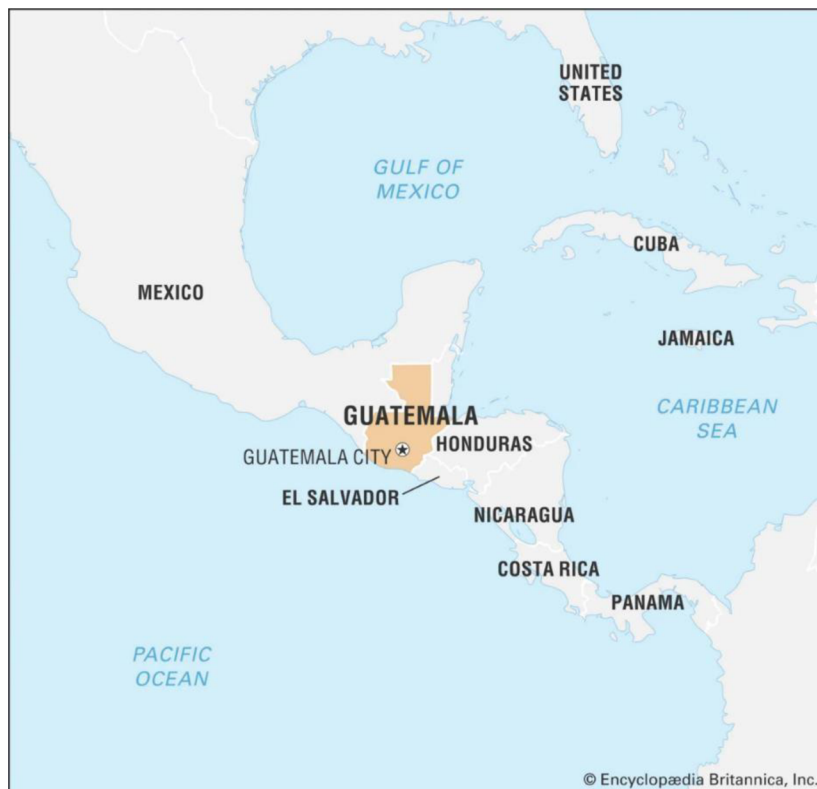 UNITED
STATES
GULF OF
MEXICO
CUBA
MEXICO
JAMAICA
CARIBBEAN
SEA
GUATEMALA
HONDURAS
GUATEMALA CITY
EL SALVADOR
NICARAGUA
COSTA RICA
PANAMA
PACIFIC
OCEAN
© Encyclopædia Britannica, Inc.